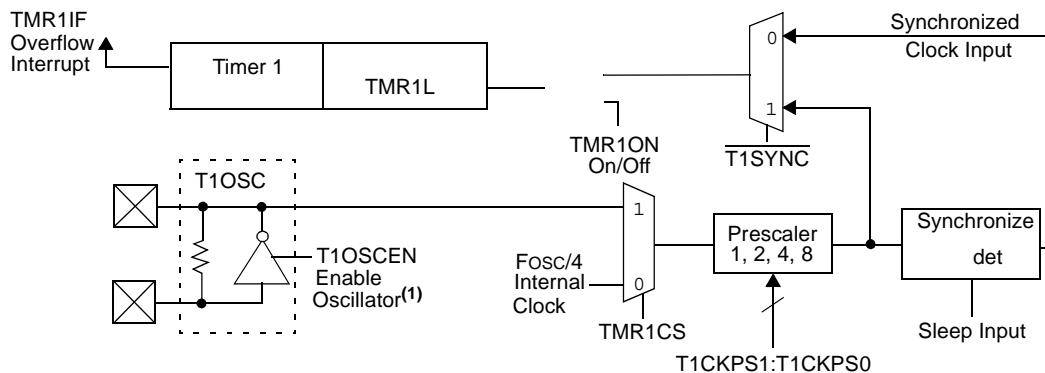 TMR1IF
Overflow
Interrupt
Timer 1
TMR1L
TMR1ON
On/Off
0
1
T1SYNC
Synchronized
Clock Input
T1OSC
T1OSCEN
Enable
Oscillator(1)
FOSC/4
Internal
Clock
1
0
TMR1CS
Prescaler
1, 2, 4, 8
T1CKPS1:T1CKPS0
Synchronize
det
Sleep Input